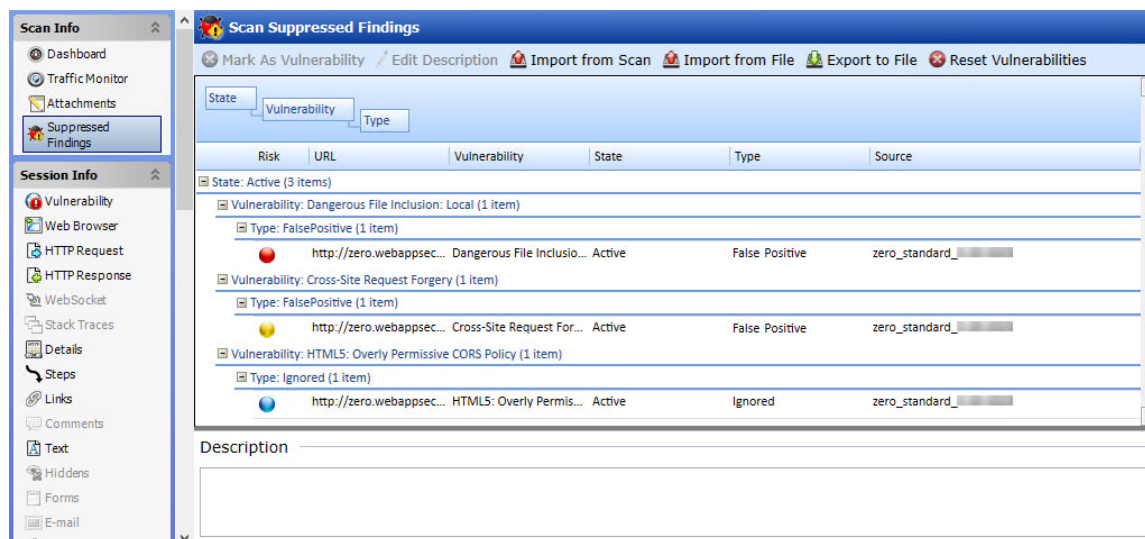 Scan Info
Dashboard
Traffic Monitor
Attachments
Suppressed
Findings
Session Info
Vulnerability
Web Browser
HTTP Request
HTTP Response
WebSocket
Stack Traces
Details
Steps
Links
Comments
Text
Hiddens
Forms
E-mail
Scan Suppressed Findings
Mark As Vulnerability Edit Description Import from Scan Import from File Export to File Reset Vulnerabilities
State
Vulnerability
Type
Risk URL Vulnerability State Type Source
State: Active (3 items)
Vulnerability: Dangerous File Inclusion: Local (1 item)
Type: FalsePositive (1 item)
http://zero.webappsec... Dangerous File Inclusio... Active False Positive zero_standard_
Vulnerability: Cross-Site Request Forgery (1 item)
Type: FalsePositive (1 item)
http://zero.webappsec... Cross-Site Request For... Active False Positive zero_standard_
Vulnerability: HTML5: Overly Permissive CORS Policy (1 item)
Type: Ignored (1 item)
http://zero.webappsec... HTML5: Overly Permis... Active Ignored zero_standard_
Description